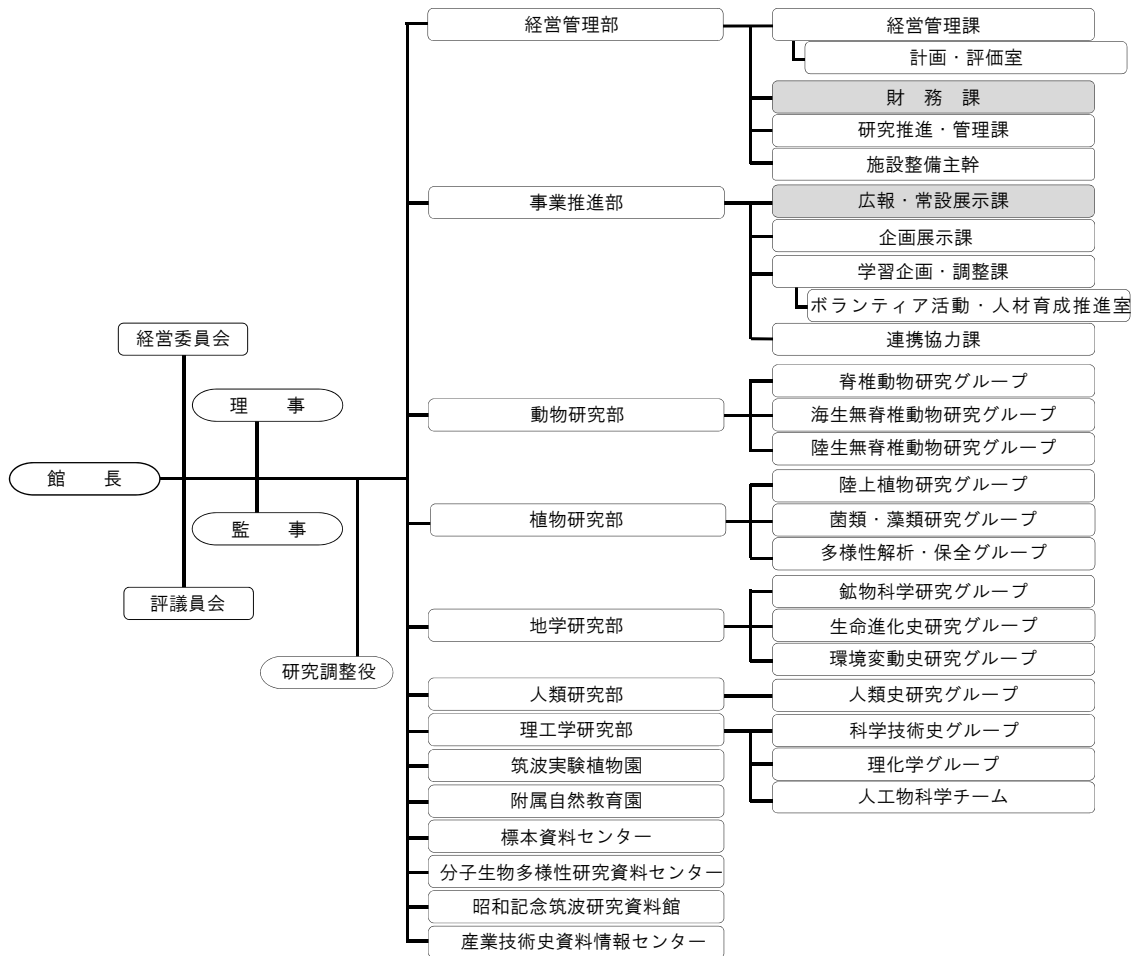 経営管理部
経営管理課
計画・評価室
財　務　課
研究推進・管理課
施設整備主幹
事業推進部
広報・常設展示課
企画展示課
学習企画・調整課
ボランティア活動・人材育成推進室
連携協力課
経営委員会
理　事
館　長
監　事
評議員会
研究調整役
動物研究部
脊椎動物研究グループ
海生無脊椎動物研究グループ
陸生無脊椎動物研究グループ
植物研究部
陸上植物研究グループ
菌類・藻類研究グループ
多様性解析・保全グループ
地学研究部
鉱物科学研究グループ
生命進化史研究グループ
環境変動史研究グループ
人類研究部
人類史研究グループ
理工学研究部
科学技術史グループ
理化学グループ
人工物科学チーム
筑波実験植物園
附属自然教育園
標本資料センター
分子生物多様性研究資料センター
昭和記念筑波研究資料館
産業技術史資料情報センター